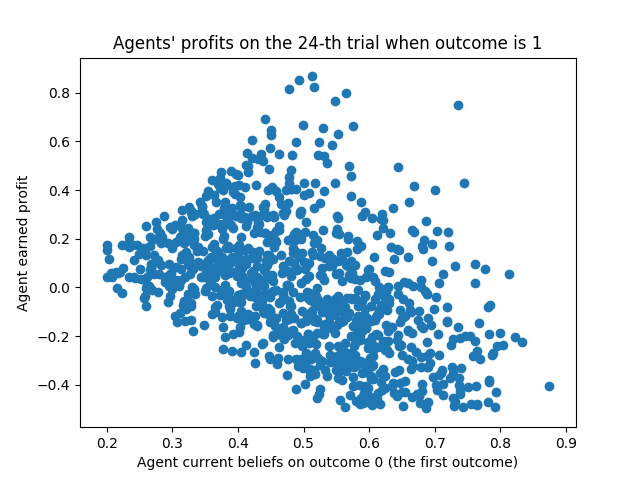 Agents' profits on the 24-th trial when outcome is 1
Agent earned profit
0.8
0.6
0.4
0.2
0.0
−0.2
−0.4
0.2 0.3 0.4 0.5 0.6 0.7 0.8 0.9
Agent current beliefs on outcome 0 (the first outcome)